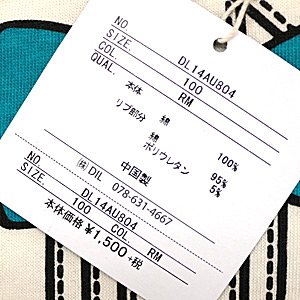 NO DL14AU804
SIZE. 100
COL. RM
QUAL.
本体 綿 100%
リブ部分 綿 95%
ポリウレタン 5%
中国製
㈱ DIL 078-631-4667
NO DL14AU804
SIZE. 100 COL RM
本体価格 ¥1,500+税